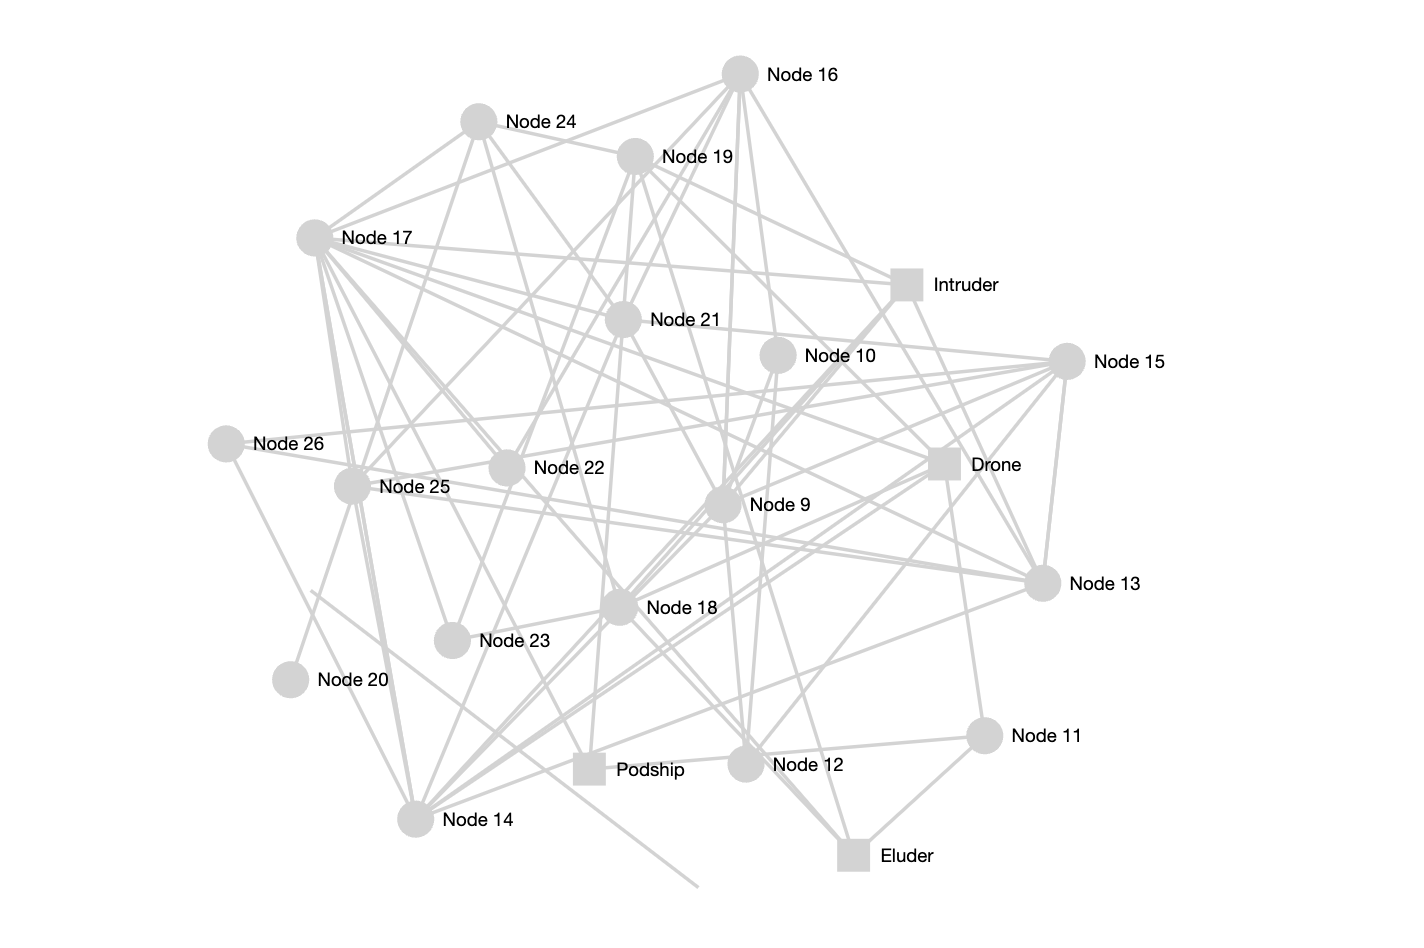 Node 16
Node 24
Node 19
Node 17
Intruder
Node 21
Node 10
Node 15
Node 26
Node 22
Drone
Node 25
Node 9
Node 13
Node 18
Node 23
Node 20
Node 11
Podship
Node 12
Node 14
Eluder